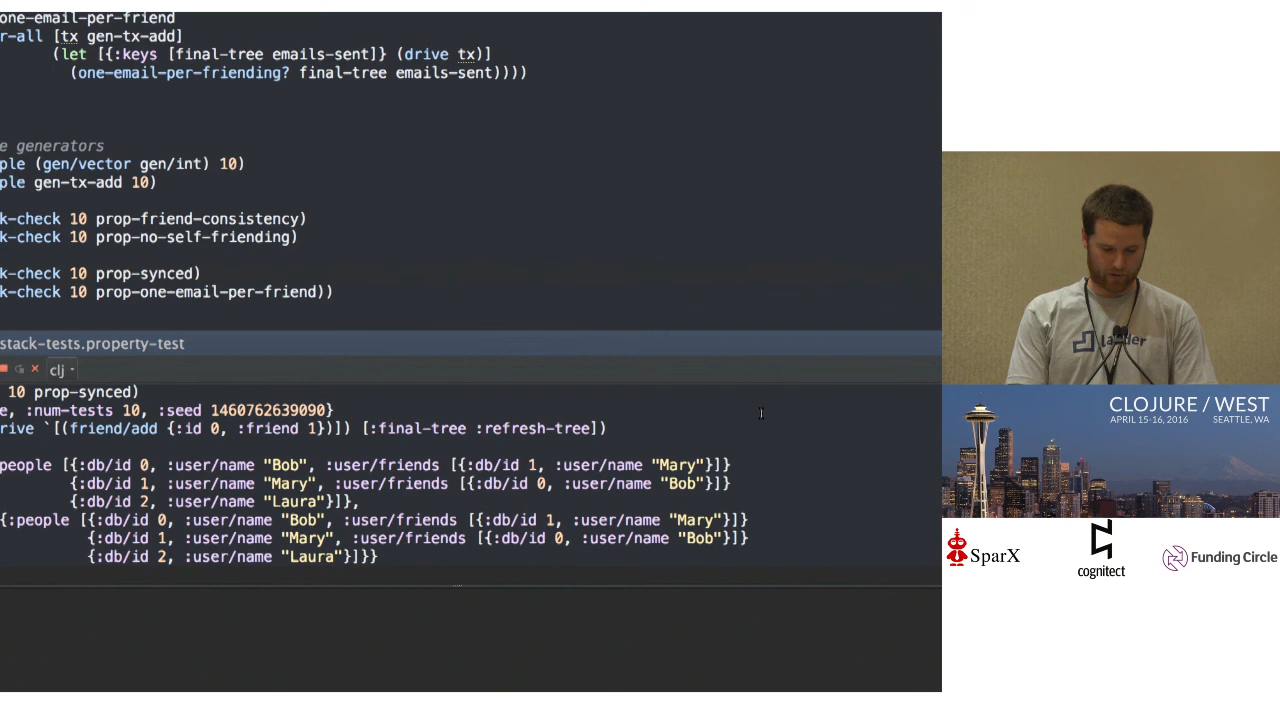 one-email-per-friend
r-all [tx gen-tx-add]
(let [{:keys [final-tree emails-sent]} (drive tx)]
(one-email-per-friending? final-tree emails-sent))))
e generators
ple (gen/vector gen/int) 10)
ple gen-tx-add 10)
k-check 10 prop-friend-consistency)
k-check 10 prop-no-self-friending)
k-check 10 prop-synced)
k-check 10 prop-one-email-per-friend))
stack-tests.property-test
clj
10 prop-synced)
e, :num-tests 10, :seed 1460762639090}
rive `[(friend/add {:id 0, :friend 1})]) [:final-tree :refresh-tree])
people [{:db/id 0, :user/name "Bob", :user/friends [{:db/id 1, :user/name "Mary"}]}
{:db/id 1, :user/name "Mary", :user/friends [{:db/id 0, :user/name "Bob"}]}
{:db/id 2, :user/name "Laura"}]},
{:people [{:db/id 0, :user/name "Bob", :user/friends [{:db/id 1, :user/name "Mary"}]}
{:db/id 1, :user/name "Mary", :user/friends [{:db/id 0, :user/name "Bob"}]}
{:db/id 2, :user/name "Laura"}]}}
CLOJURE / WEST
APRIL 15-16, 2016 SEATTLE, WA
SparX
cognitect
Funding Circle